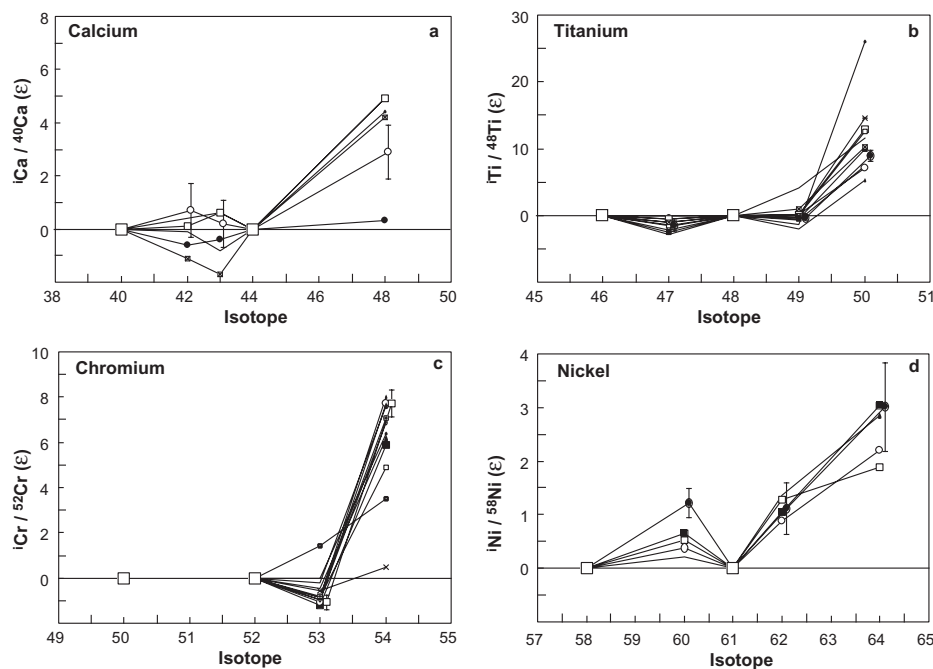 Calcium a
ⁱCa / ⁴⁰Ca (ε)
8
6
4
2
0
38 40 42 44 46 48 50
Isotope
Titanium b
ⁱTi / ⁴⁸Ti (ε)
30
20
10
0
45 46 47 48 49 50 51
Isotope
Chromium c
ⁱCr / ⁵²Cr (ε)
10
8
6
4
2
0
49 50 51 52 53 54 55
Isotope
Nickel d
ⁱNi / ⁵⁸Ni (ε)
4
3
2
1
0
57 58 59 60 61 62 63 64 65
Isotope